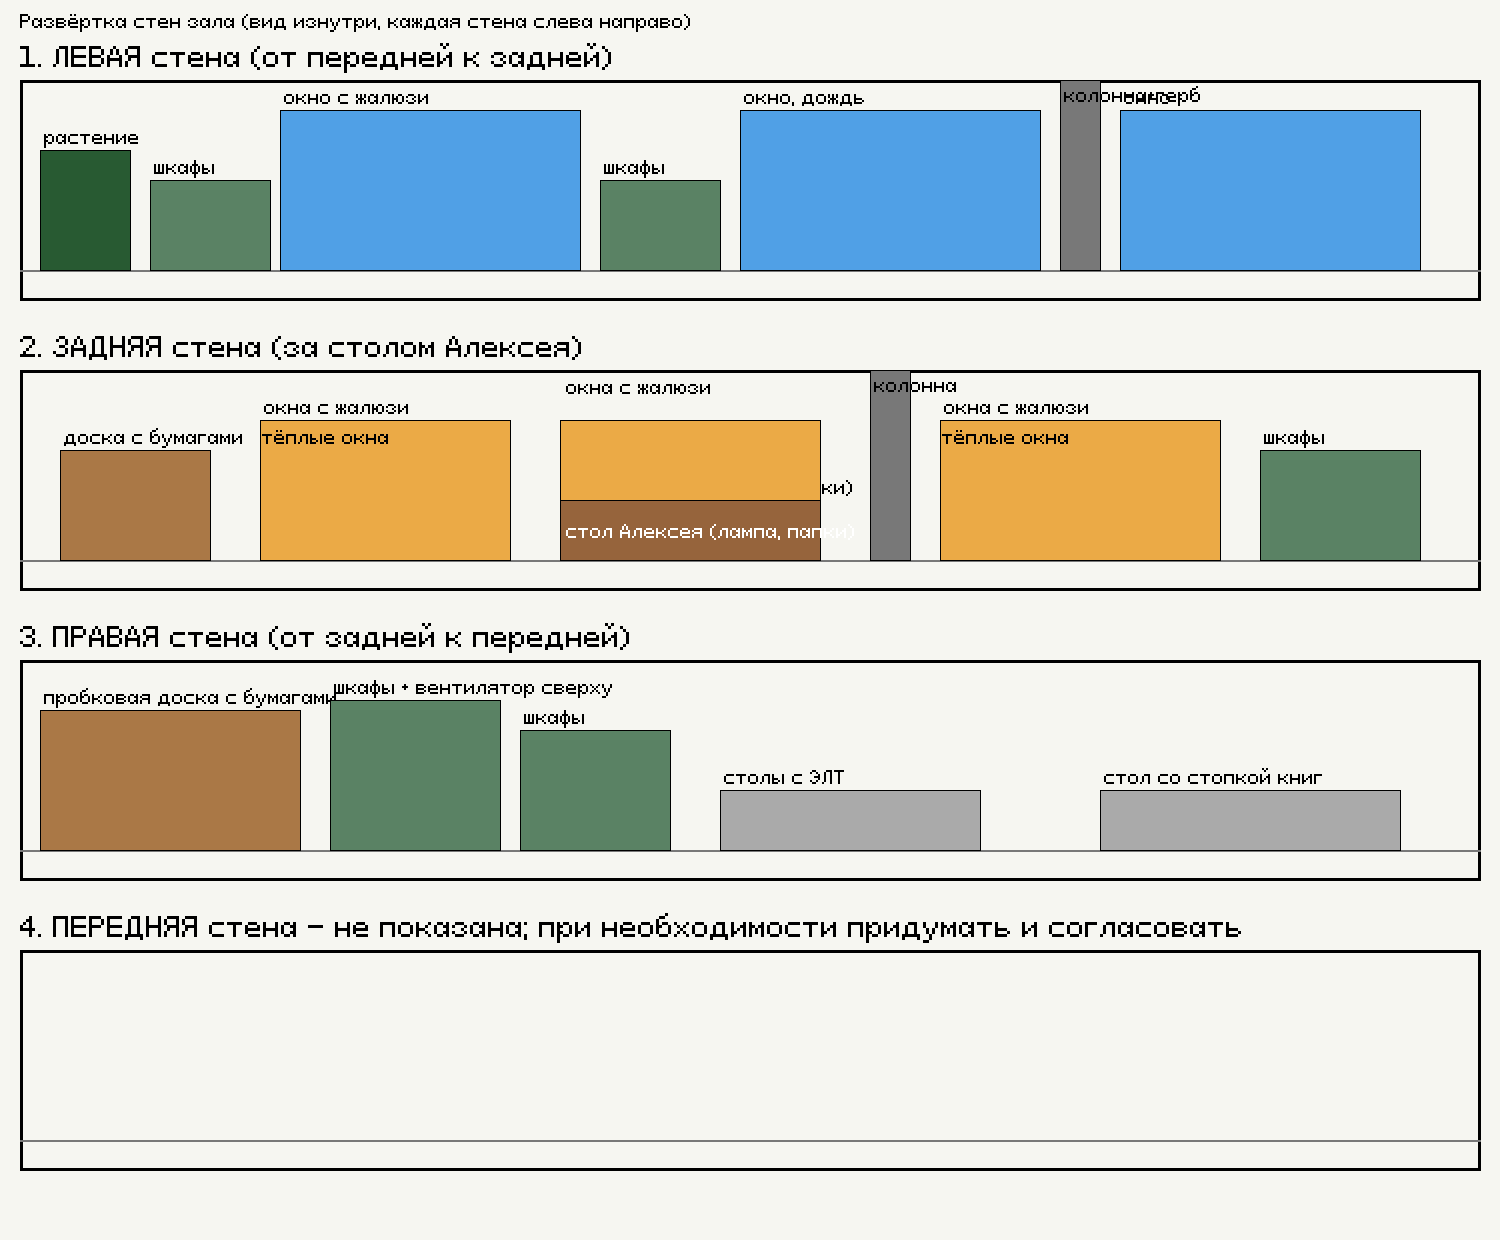 Развёртка стен зала (вид изнутри, каждая стена слева направо)
1. ЛЕВАЯ стена (от передней к задней)
окно с жалюзи
окно, дождь
колонна
герб
растение
шкафы
шкафы
2. ЗАДНЯЯ стена (за столом Алексея)
окна с жалюзи
колонна
окна с жалюзи
окна с жалюзи
доска с бумагами
тёплые окна
тёплые окна
шкафы
ки)
стол Алексея (лампа, папки)
3. ПРАВАЯ стена (от задней к передней)
пробковая доска с бумагами
шкафы + вентилятор сверху
шкафы
столы с ЭЛТ
стол со стопкой книг
4. ПЕРЕДНЯЯ стена – не показана; при необходимости придумать и согласовать